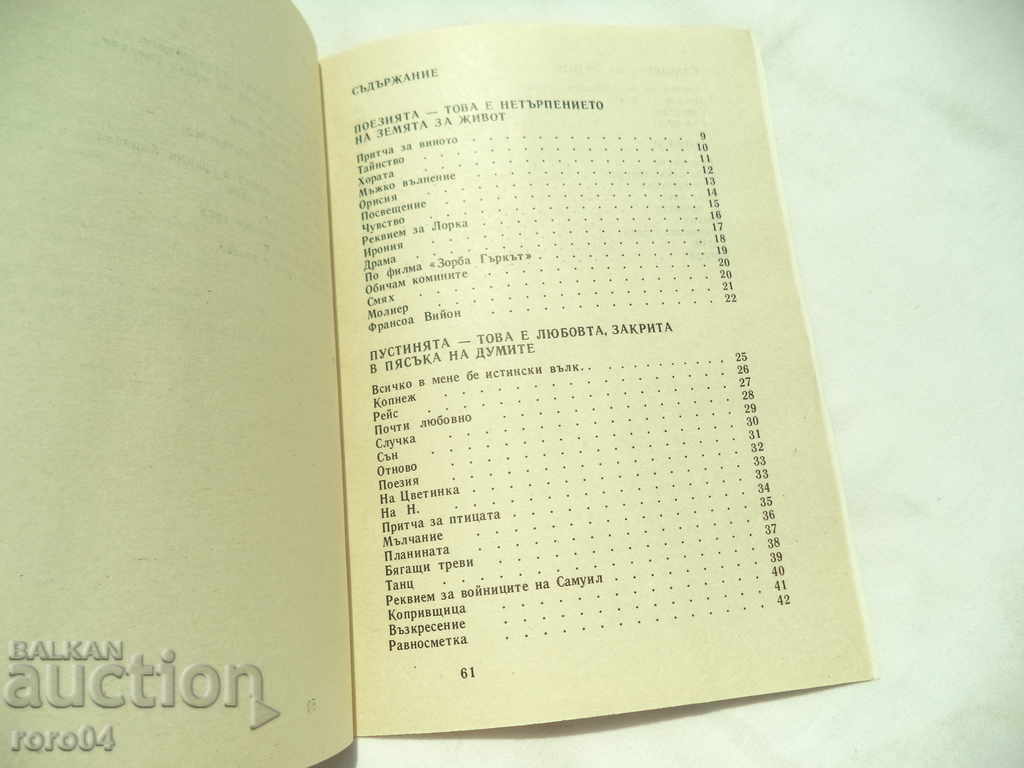 СЪДЪРЖАНИЕ
ПОЕЗИЯТА — ТОВА Е НЕТЪРПЕНИЕТО
НА ЗЕМЯТА ЗА ЖИВОТ
Притча за виното . . . . . 9
Тайнство . . . . . 10
Хората . . . . . 11
Мъжко вълнение . . . . . 12
Орисия . . . . . 13
Посвещение . . . . . 14
Чувство . . . . . 15
Реквием за Лорка . . . . . 16
Ирония . . . . . 17
Драма . . . . . 18
По филма «Зорба Гъркът» . . . . . 19
Обичам комините . . . . . 20
Смях . . . . . 20
Молиер . . . . . 21
Франсоа Вийон . . . . . 22
ПУСТИНЯТА — ТОВА Е ЛЮБОВТА, ЗАКРИТА
В ПЯСЪКА НА ДУМИТЕ
Всичко в мене бе истински вълк. . . . . . 25
Копнеж . . . . . 26
Рейс . . . . . 27
Почти любовно . . . . . 28
Случка . . . . . 29
Сън . . . . . 30
Отново . . . . . 31
Поезия . . . . . 32
На Цветинка . . . . . 33
На Н. . . . . . 33
Притча за птицата . . . . . 34
Мълчание . . . . . 35
Планината . . . . . 36
Бягащи треви . . . . . 37
Танц . . . . . 38
Реквием за войниците на Самуил . . . . . 39
Копривщица . . . . . 40
Възкресение . . . . . 41
Равносметка . . . . . 42
61
BALKAN
auction
roro04